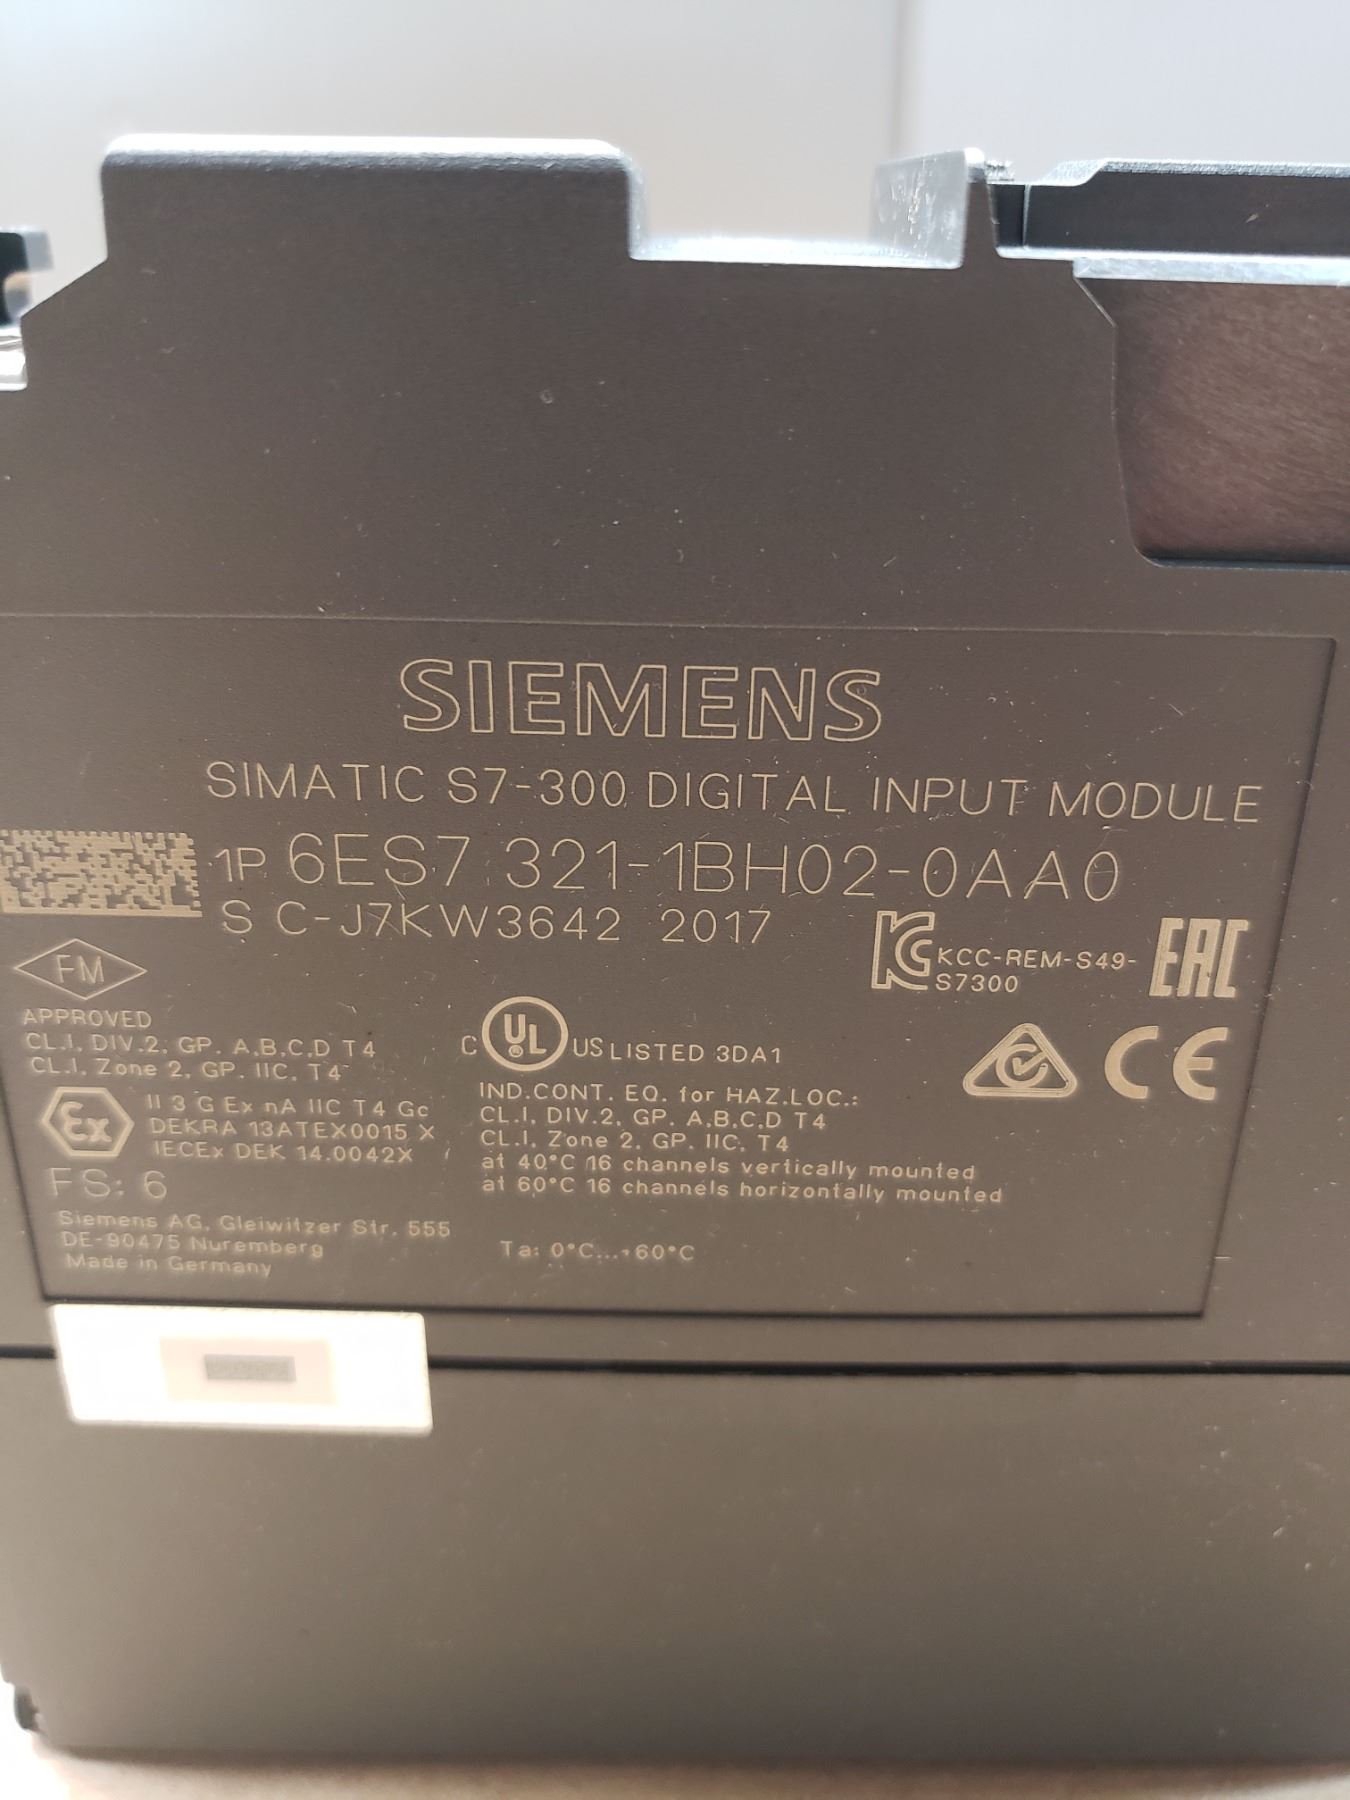 SIEMENS
SIMATIC S7-300 DIGITAL INPUT MODULE
1P 6ES7 321-1BH02-0AA0
S C-J7KW3642 2017
KCC-REM-S49-
S7300
EAC
FM
APPROVED
CL.I, DIV.2, GP. A,B,C,D T4
CL.I, Zone 2, GP. IIC, T4
Ex
II 3 G Ex nA IIC T4 Gc
DEKRA 13ATEX0015 X
IECEx DEK 14.0042X
FS: 6
Siemens AG, Gleiwitzer Str. 555
DE-90475 Nuremberg
Made in Germany
C UL US LISTED 3DA1
IND.CONT. EQ. for HAZ.LOC.:
CL.I, DIV.2, GP. A,B,C,D T4
CL.I, Zone 2, GP. IIC, T4
at 40°C 16 channels vertically mounted
at 60°C 16 channels horizontally mounted
Ta: 0°C...+60°C
CE